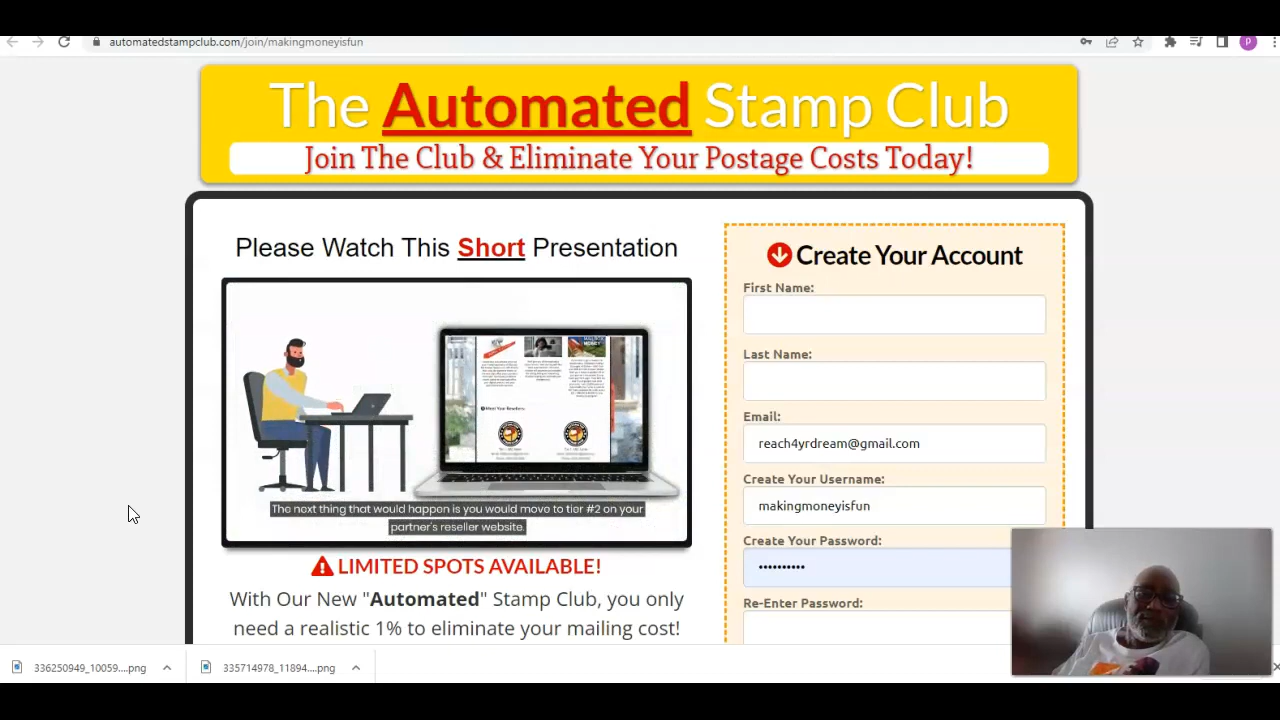 automatedstampclub.com/join/makingmoneyisfun
P
The Automated Stamp Club
Join The Club & Eliminate Your Postage Costs Today!
Please Watch This Short Presentation
The next thing that would happen is you would move to tier #2 on your
partner's reseller website.
LIMITED SPOTS AVAILABLE!
With Our New "Automated" Stamp Club, you only
need a realistic 1% to eliminate your mailing cost!
Create Your Account
First Name:
Last Name:
Email:
reach4yrdream@gmail.com
Create Your Username:
makingmoneyisfun
Create Your Password:
••••••••••
Re-Enter Password:
336250949_10059....png
335714978_11894....png